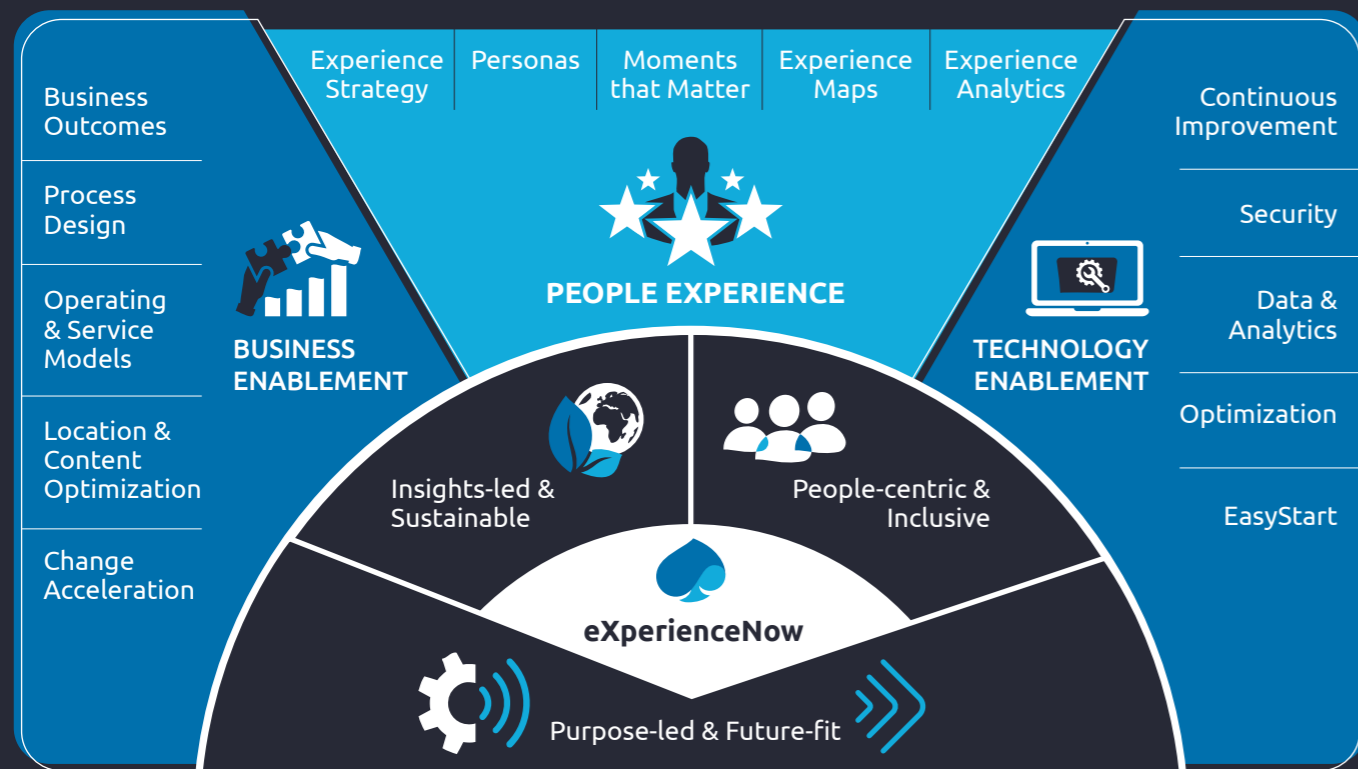 Experience
Strategy
Personas
Moments
that Matter
Experience
Maps
Experience
Analytics
Business
Outcomes
Process
Design
Operating
& Service
Models
Location &
Content
Optimization
Change
Acceleration
BUSINESS
ENABLEMENT
PEOPLE EXPERIENCE
TECHNOLOGY
ENABLEMENT
Continuous
Improvement
Security
Data &
Analytics
Optimization
EasyStart
Insights-led &
Sustainable
People-centric &
Inclusive
eXperienceNow
Purpose-led & Future-fit